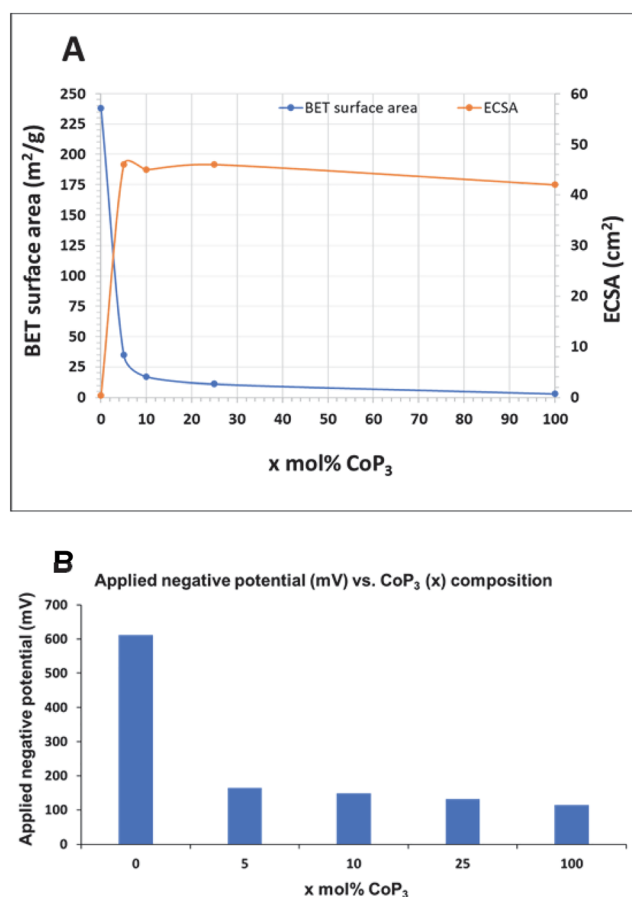 A
BET surface area
ECSA
250
225
200
175
150
125
100
75
50
25
0
60
50
40
30
20
10
0
BET surface area (m²/g)
ECSA (cm²)
0 10 20 30 40 50 60 70 80 90 100
x mol% CoP₃
B
Applied negative potential (mV) vs. CoP₃ (x) composition
700
600
500
400
300
200
100
0
Applied negative potential (mV)
0 5 10 25 100
x mol% CoP₃